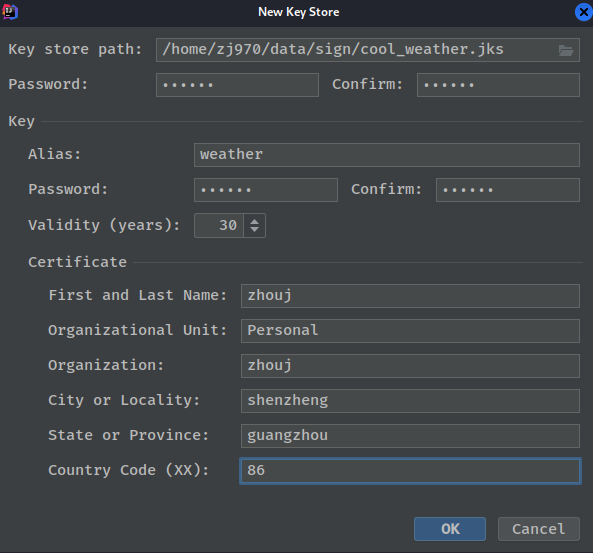 New Key Store
Key store path: /home/zj970/data/sign/cool_weather.jks
Password: •••••• Confirm: ••••••
Key
Alias: weather
Password: •••••• Confirm: ••••••
Validity (years): 30
Certificate
First and Last Name: zhouj
Organizational Unit: Personal
Organization: zhouj
City or Locality: shenzheng
State or Province: guangzhou
Country Code (XX): 86
OK Cancel